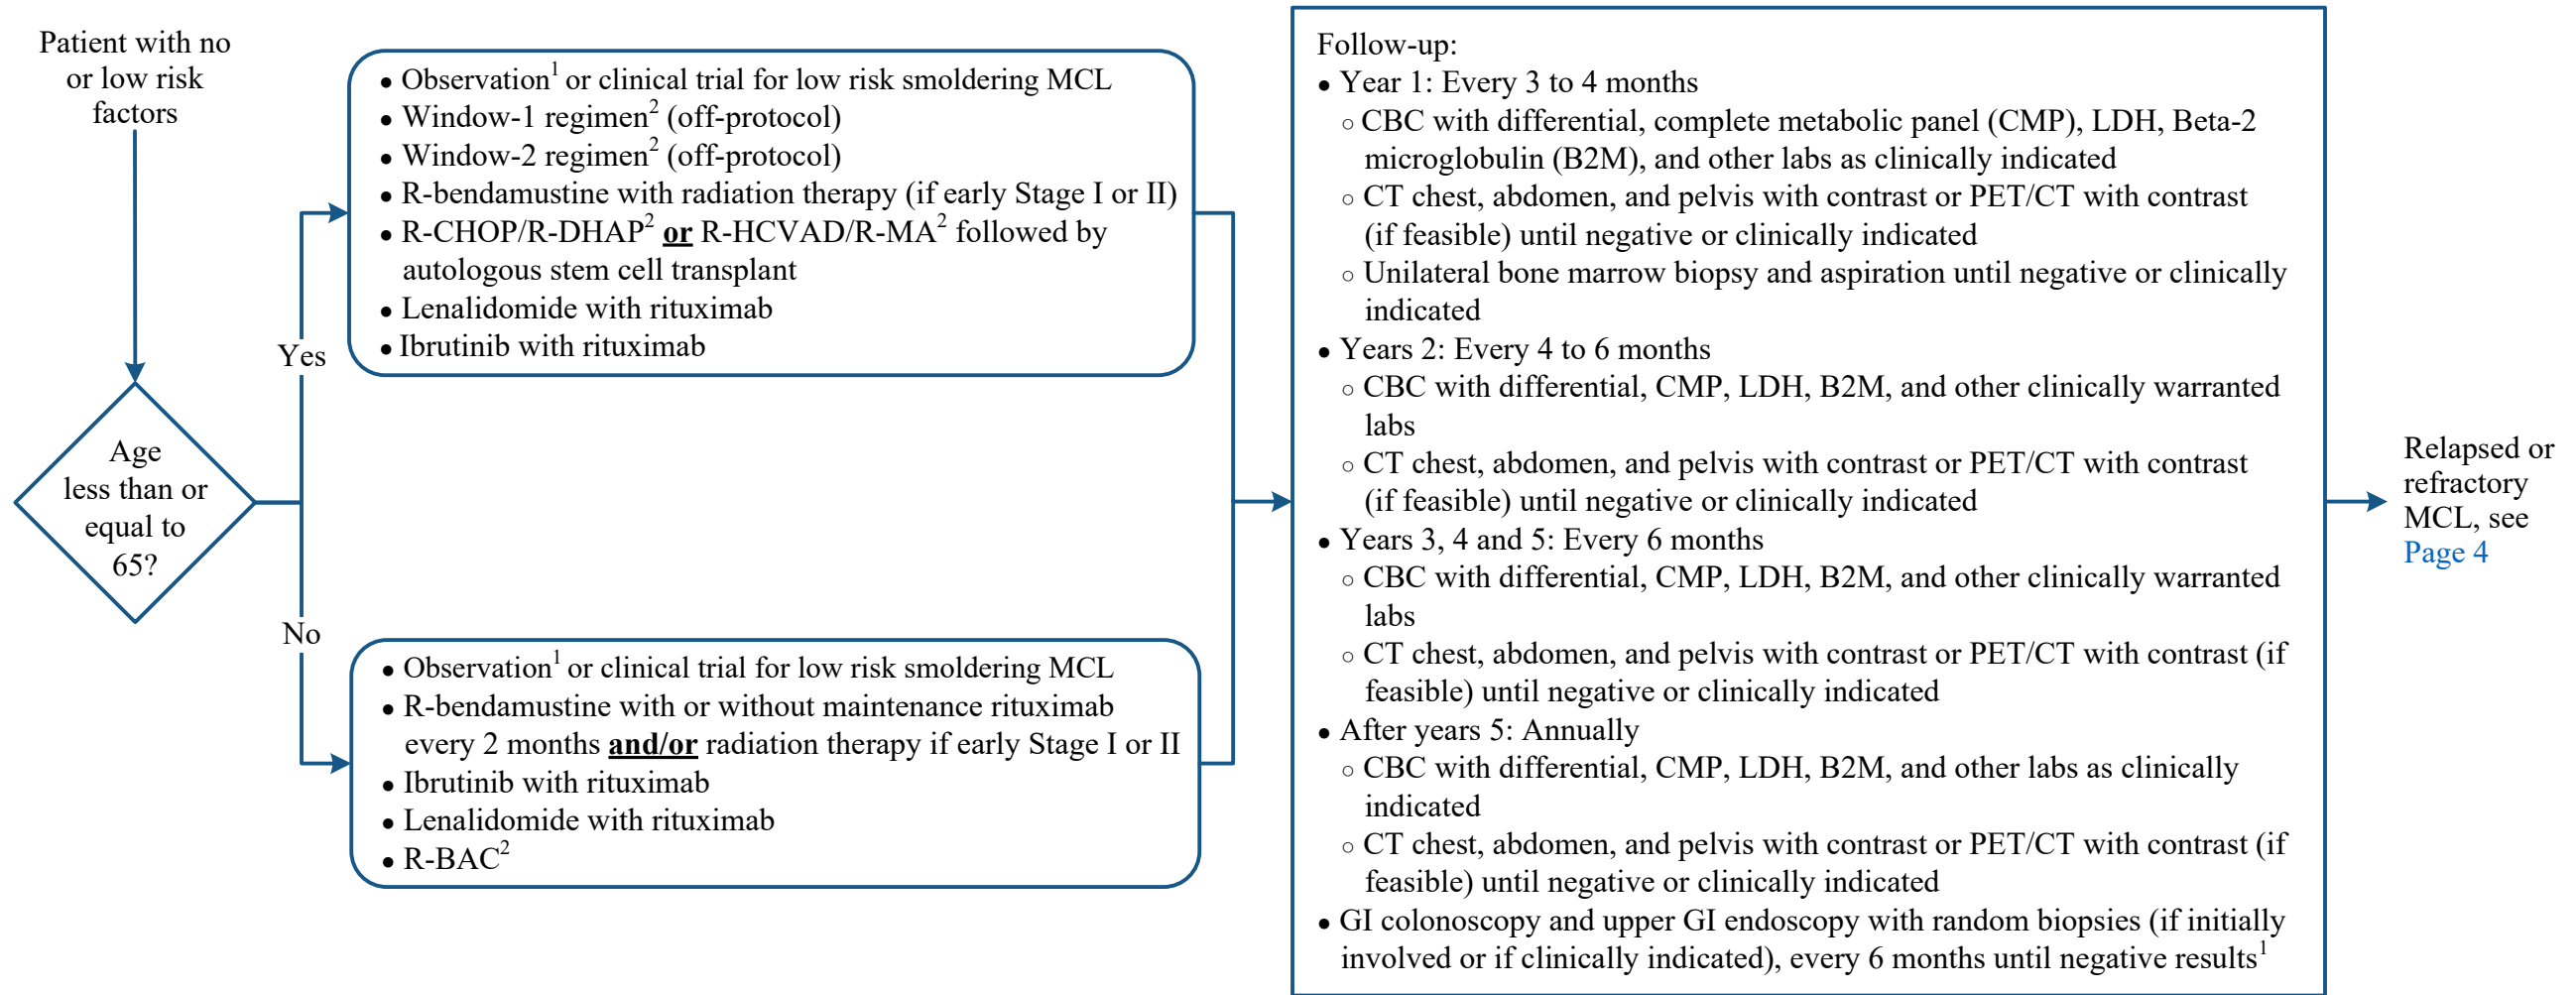 Patient with no
or low risk
factors
Age
less than or
equal to
65?
Yes
• Observation¹ or clinical trial for low risk smoldering MCL
• Window-1 regimen² (off-protocol)
• Window-2 regimen² (off-protocol)
• R-bendamustine with radiation therapy (if early Stage I or II)
• R-CHOP/R-DHAP² or R-HCVAD/R-MA² followed by
autologous stem cell transplant
• Lenalidomide with rituximab
• Ibrutinib with rituximab
No
• Observation¹ or clinical trial for low risk smoldering MCL
• R-bendamustine with or without maintenance rituximab
every 2 months and/or radiation therapy if early Stage I or II
• Ibrutinib with rituximab
• Lenalidomide with rituximab
• R-BAC²
Follow-up:
• Year 1: Every 3 to 4 months
○ CBC with differential, complete metabolic panel (CMP), LDH, Beta-2
microglobulin (B2M), and other labs as clinically indicated
○ CT chest, abdomen, and pelvis with contrast or PET/CT with contrast
(if feasible) until negative or clinically indicated
○ Unilateral bone marrow biopsy and aspiration until negative or clinically
indicated
• Years 2: Every 4 to 6 months
○ CBC with differential, CMP, LDH, B2M, and other clinically warranted
labs
○ CT chest, abdomen, and pelvis with contrast or PET/CT with contrast
(if feasible) until negative or clinically indicated
• Years 3, 4 and 5: Every 6 months
○ CBC with differential, CMP, LDH, B2M, and other clinically warranted
labs
○ CT chest, abdomen, and pelvis with contrast or PET/CT with contrast (if
feasible) until negative or clinically indicated
• After years 5: Annually
○ CBC with differential, CMP, LDH, B2M, and other labs as clinically
indicated
○ CT chest, abdomen, and pelvis with contrast or PET/CT with contrast (if
feasible) until negative or clinically indicated
• GI colonoscopy and upper GI endoscopy with random biopsies (if initially
involved or if clinically indicated), every 6 months until negative results¹
Relapsed or
refractory
MCL, see
Page 4